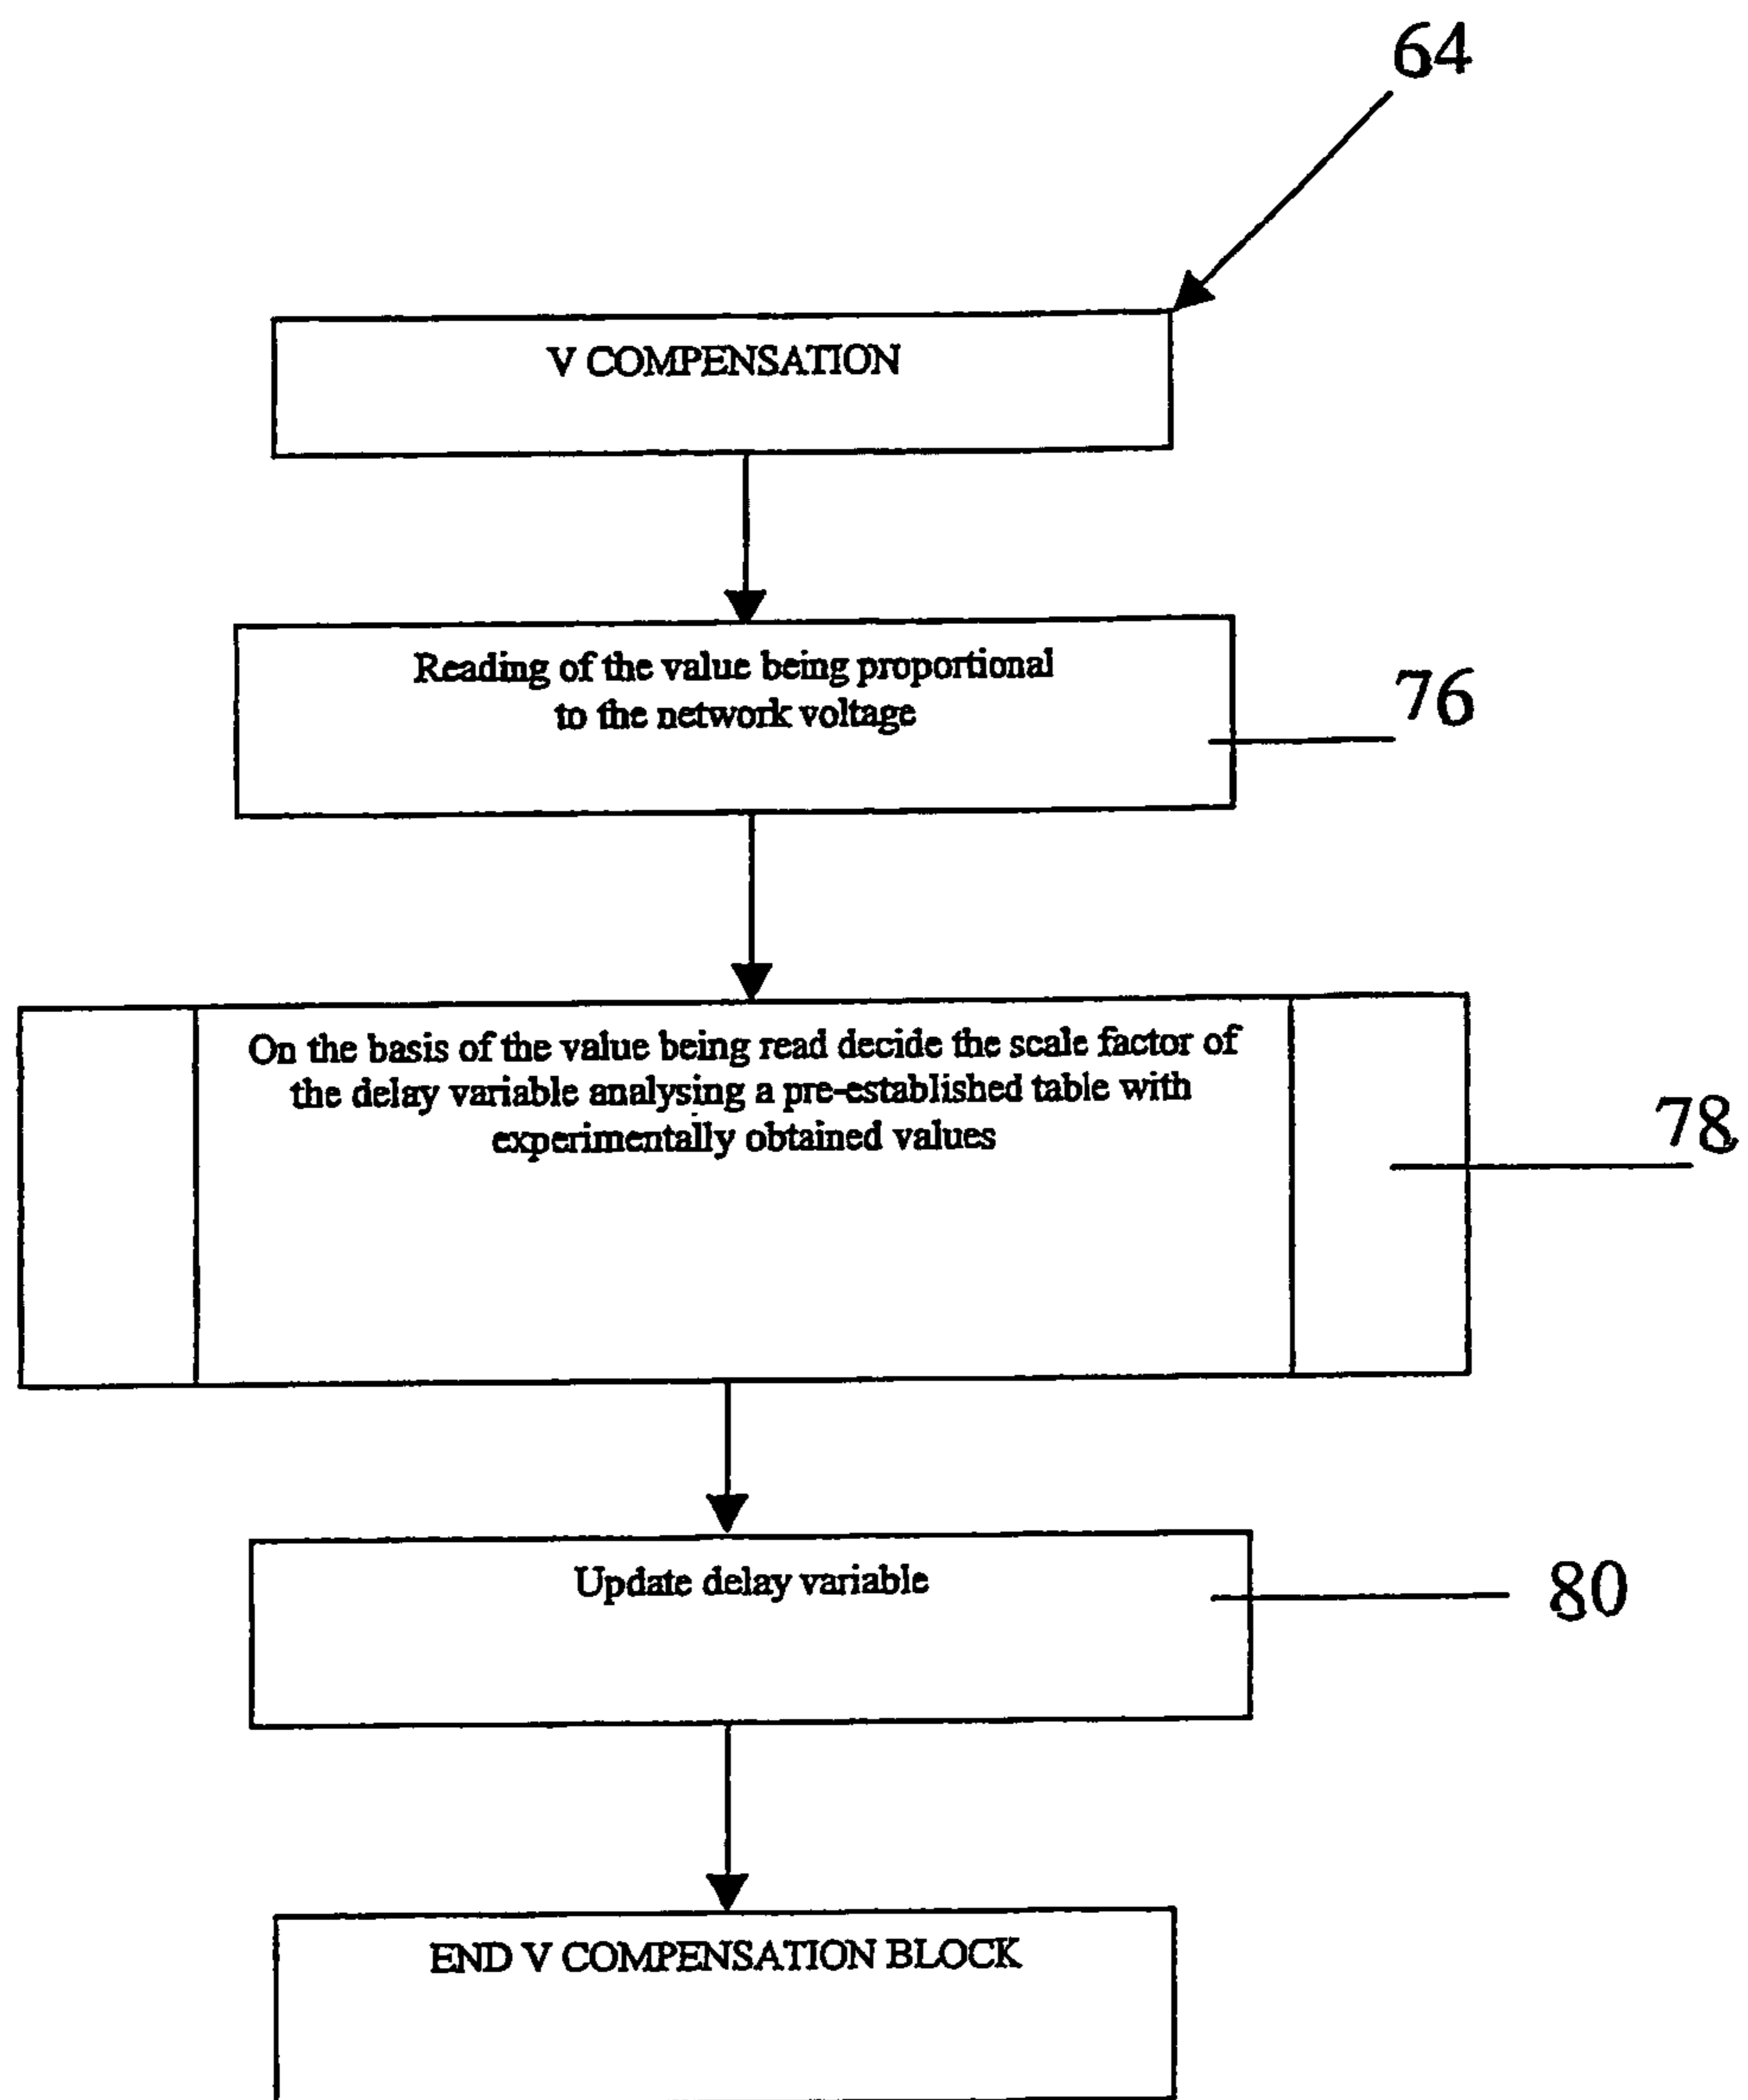 64
V COMPENSATION
Reading of the value being proportional
to the network voltage
76
On the basis of the value being read decide the scale factor of
the delay variable analysing a pre-established table with
experimentally obtained values
78
Update delay variable
80
END V COMPENSATION BLOCK